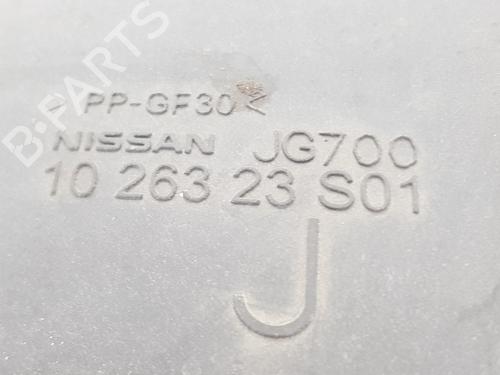 >PP-GF30<
NISSAN JG700
10 263 23 S01
J
B-PARTS